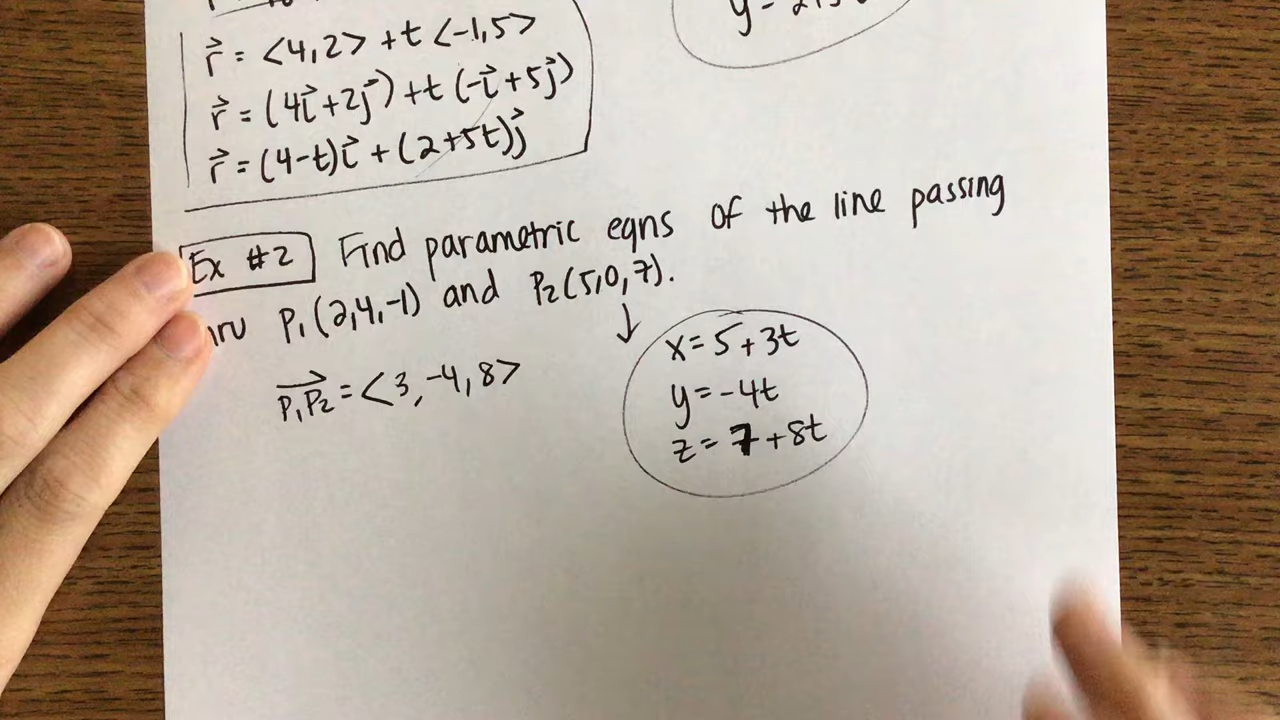 r⃗ = <4,2> + t <-1,5>
r⃗ = (4i⃗+2j⃗) + t (-i⃗+5j⃗)
r⃗ = (4-t)i⃗ + (2+5t)j⃗
Ex #2 Find parametric eqns of the line passing
P₁(2,4,-1) and P₂(5,0,7).
↓
P₁P₂ = <3,-4,8>
x = 5+3t
y = -4t
z = 7+8t